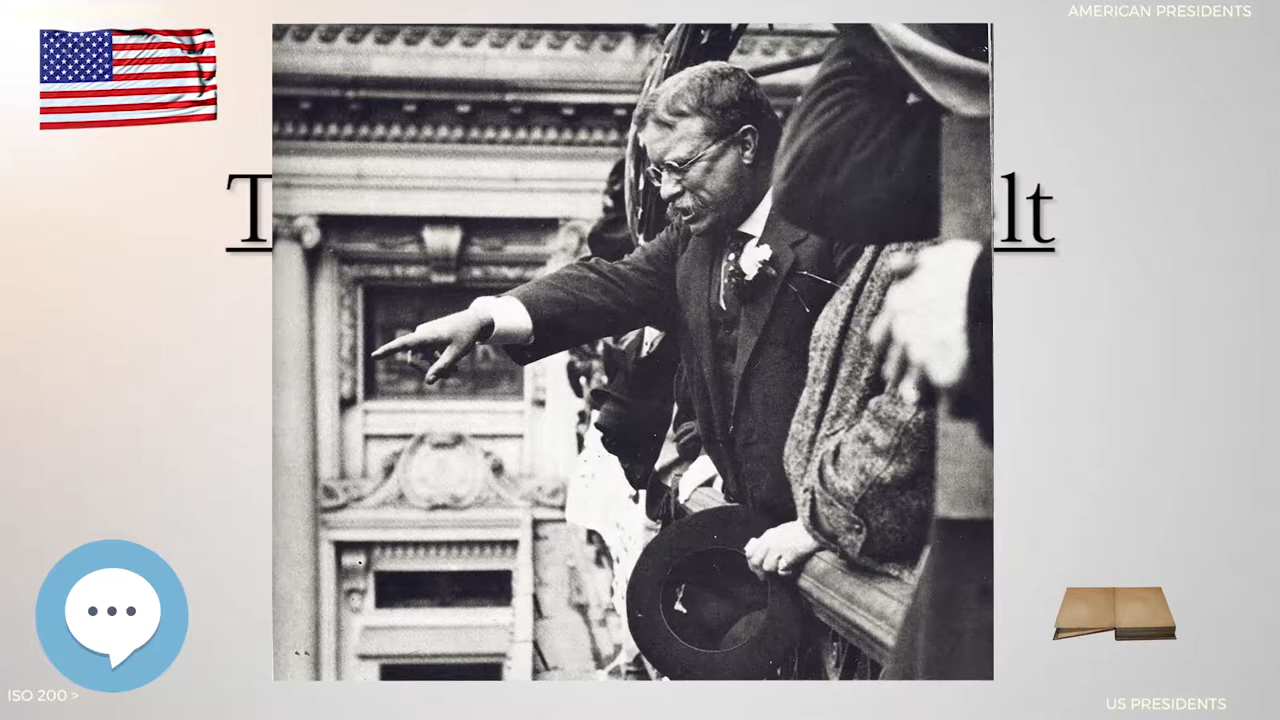 AMERICAN PRESIDENTS
T lt
ISO 200 >
US PRESIDENTS